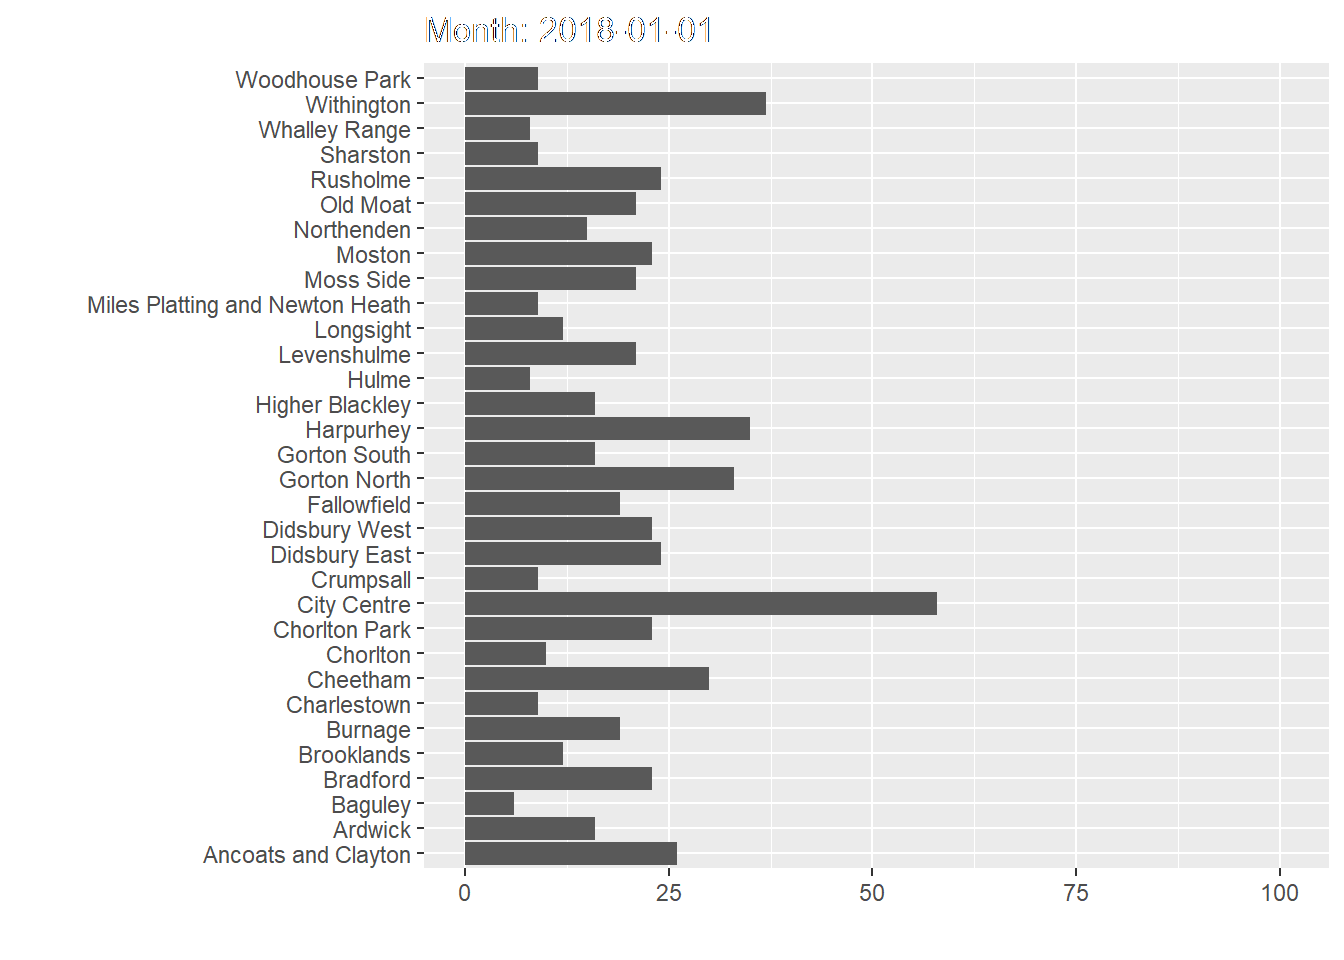 Month: 2018-01-01
Woodhouse Park
Withington
Whalley Range
Sharston
Rusholme
Old Moat
Northenden
Moston
Moss Side
Miles Platting and Newton Heath
Longsight
Levenshulme
Hulme
Higher Blackley
Harpurhey
Gorton South
Gorton North
Fallowfield
Didsbury West
Didsbury East
Crumpsall
City Centre
Chorlton Park
Chorlton
Cheetham
Charlestown
Burnage
Brooklands
Bradford
Baguley
Ardwick
Ancoats and Clayton
0 25 50 75 100